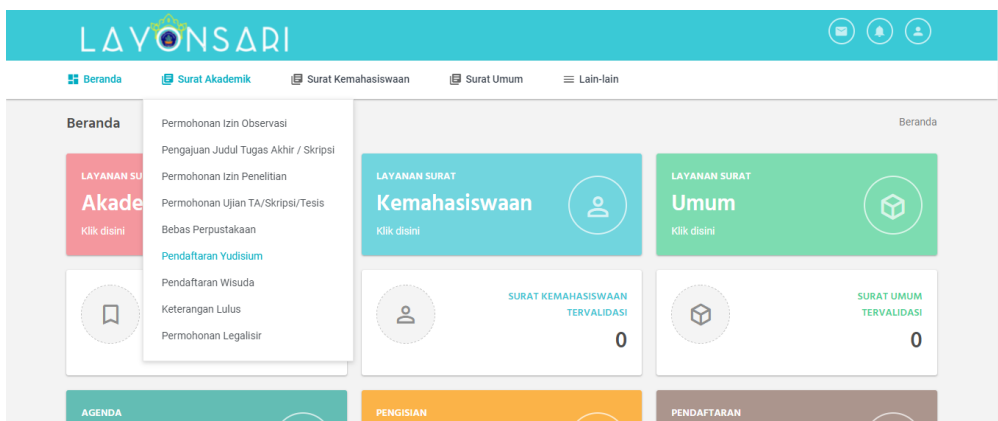 LAYONSARI
Beranda
Surat Akademik
Surat Kemahasiswaan
Surat Umum
Lain-lain
Beranda
Beranda
Permohonan Izin Observasi
Pengajuan Judul Tugas Akhir / Skripsi
Permohonan Izin Penelitian
Permohonan Ujian TA/Skripsi/Tesis
Bebas Perpustakaan
Pendaftaran Yudisium
Pendaftaran Wisuda
Keterangan Lulus
Permohonan Legalisir
LAYANAN SU
Akade
Klik disini
LAYANAN SURAT
Kemahasiswaan
Klik disini
LAYANAN SURAT
Umum
Klik disini
SURAT KEMAHASISWAAN
TERVALIDASI
0
SURAT UMUM
TERVALIDASI
0
AGENDA
PENGISIAN
PENDAFTARAN